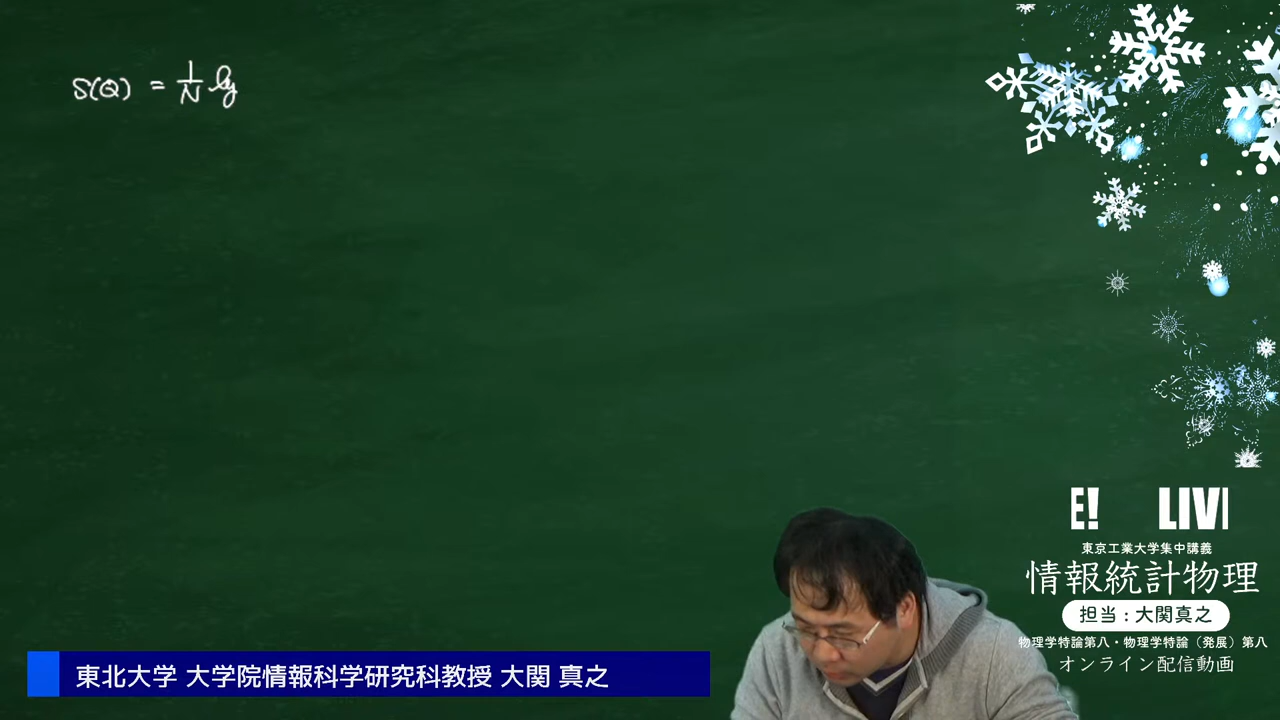 S(Q) = 1/N log
E! LIVI
東京工業大学集中講義
情報統計物理
担当：大関真之
物理学特論第八・物理学特論（発展）第八
オンライン配信動画
東北大学 大学院情報科学研究科教授 大関 真之